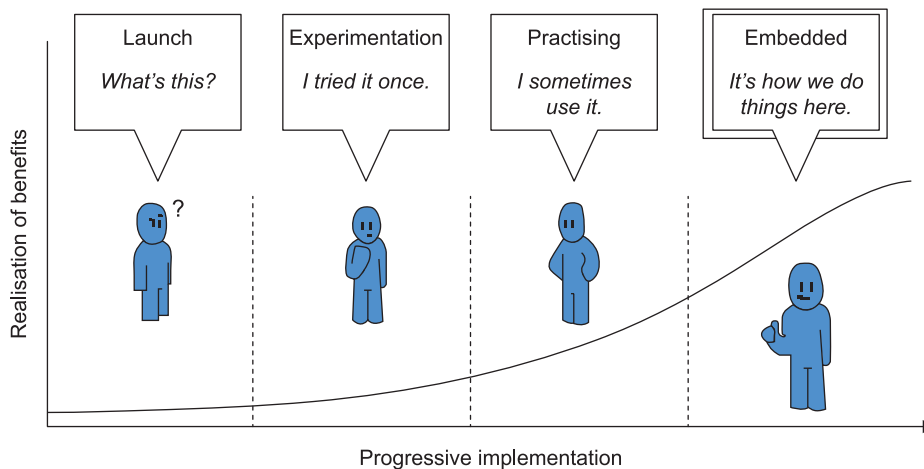 Launch
What's this?
Experimentation
I tried it once.
Practising
I sometimes
use it.
Embedded
It's how we do
things here.
?
Realisation of benefits
Progressive implementation